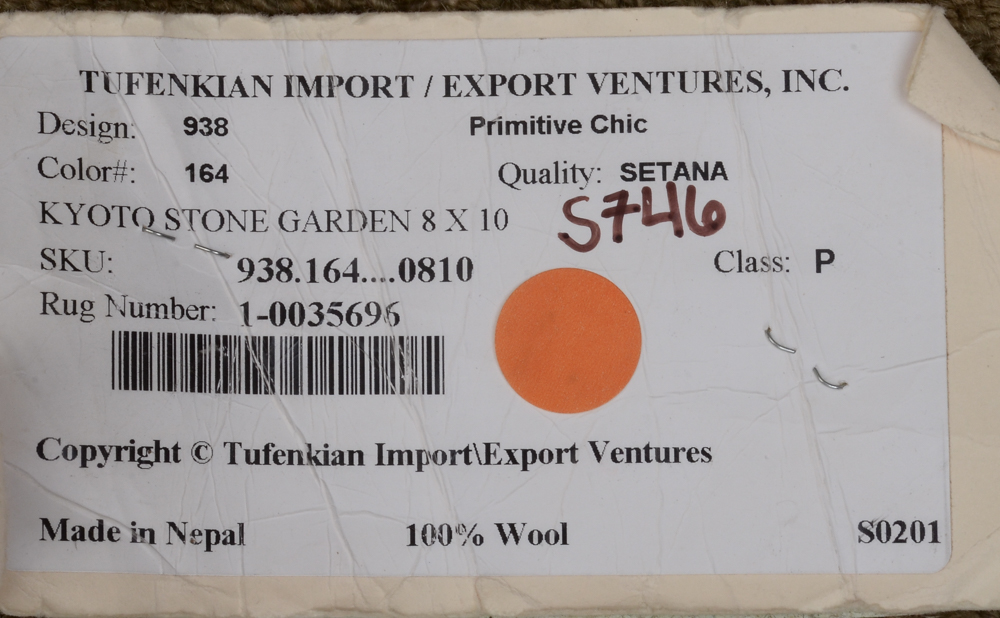 TUFENKIAN IMPORT / EXPORT VENTURES, INC.
Design: 938 Primitive Chic
Color#: 164 Quality: SETANA
KYOTO STONE GARDEN 8 X 10 S746
SKU: 938.164....0810 Class: P
Rug Number: 1-0035696
Copyright © Tufenkian Import\Export Ventures
Made in Nepal 100% Wool S0201